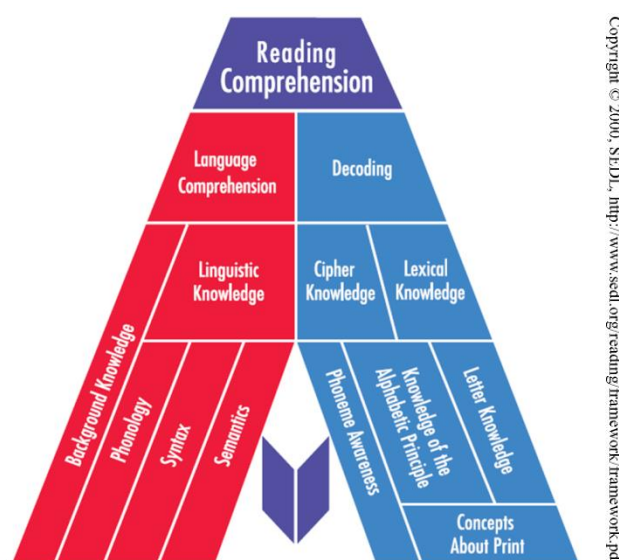 Reading
Comprehension
Language
Comprehension
Decoding
Linguistic
Knowledge
Cipher
Knowledge
Lexical
Knowledge
Background Knowledge
Phonology
Syntax
Semantics
Phoneme Awareness
Knowledge of the
Alphabetic Principle
Letter Knowledge
Concepts
About Print
Copyright © 2000, SEDL, http://www.sedl.org/reading/framework/framework.pd